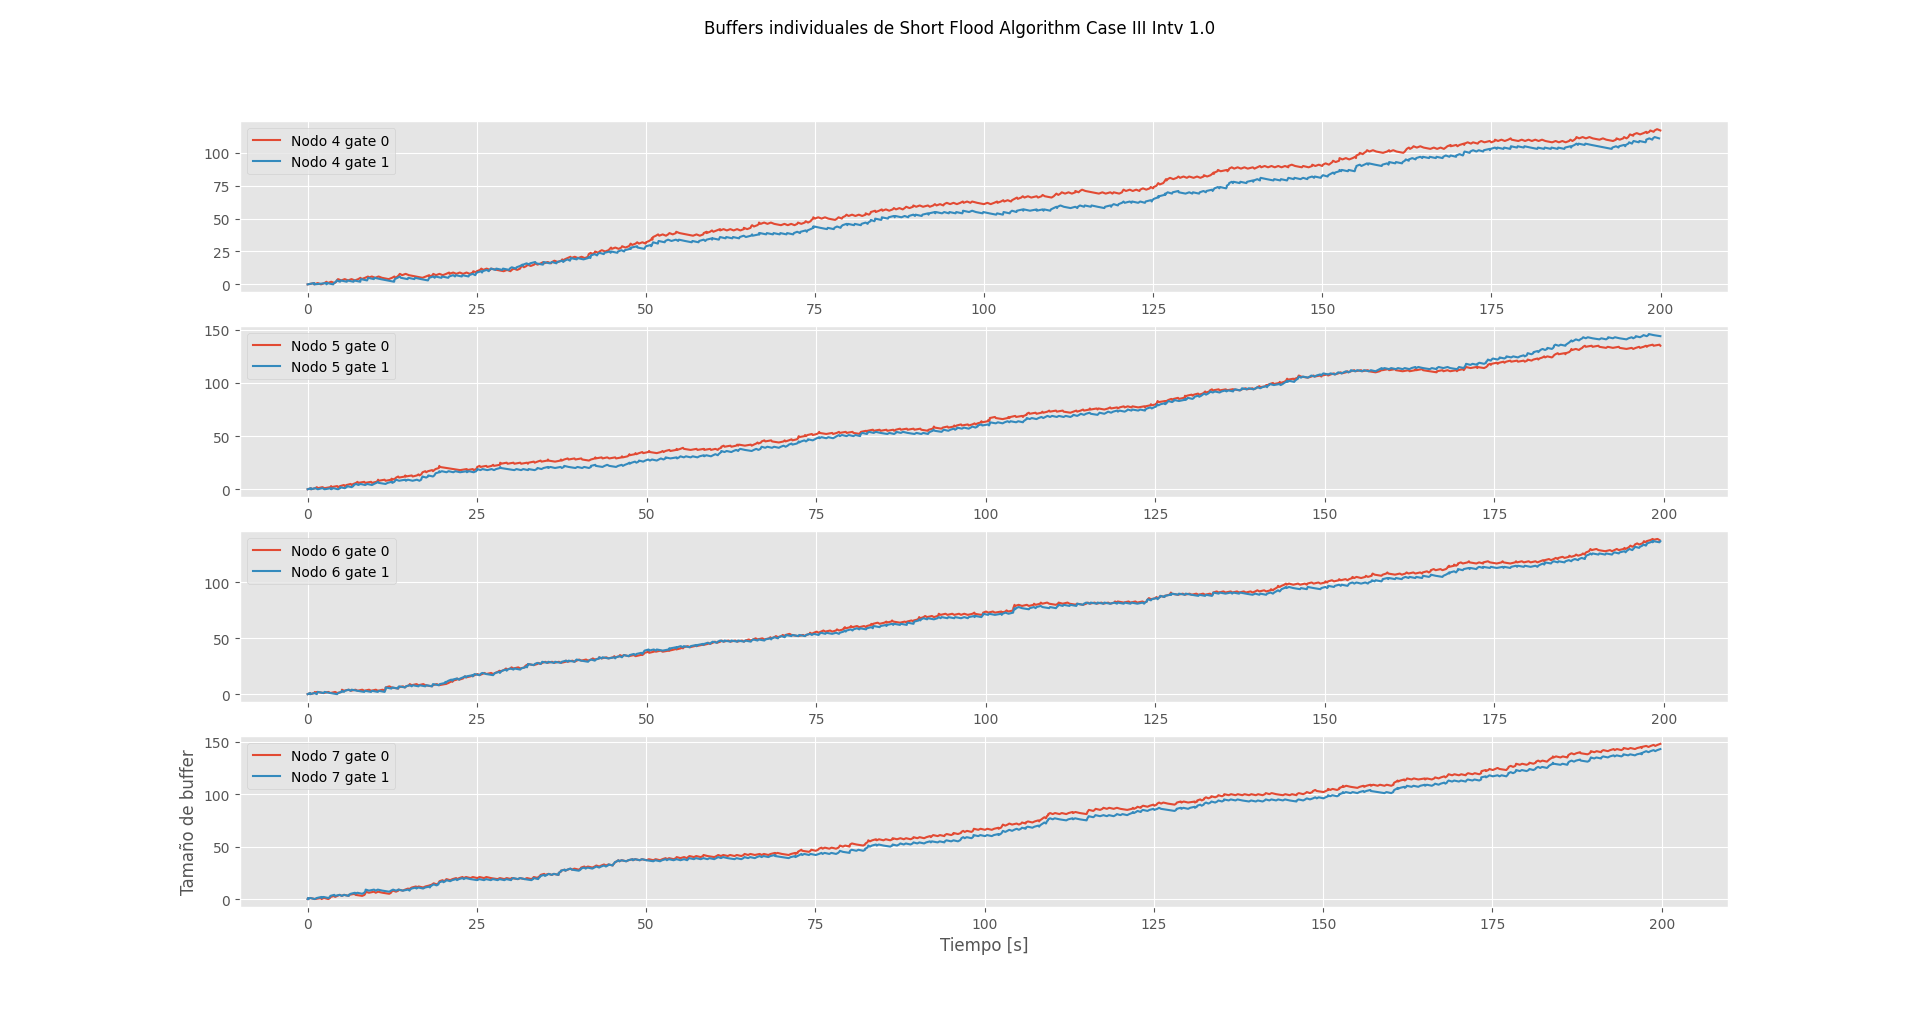 Buffers individuales de Short Flood Algorithm Case III Intv 1.0
Nodo 4 gate 0
Nodo 4 gate 1
100
75
50
25
0
0 25 50 75 100 125 150 175 200
Nodo 5 gate 0
Nodo 5 gate 1
150
100
50
0
0 25 50 75 100 125 150 175 200
Nodo 6 gate 0
Nodo 6 gate 1
100
50
0
0 25 50 75 100 125 150 175 200
Nodo 7 gate 0
Nodo 7 gate 1
150
100
50
0
Tamaño de buffer
0 25 50 75 100 125 150 175 200
Tiempo [s]